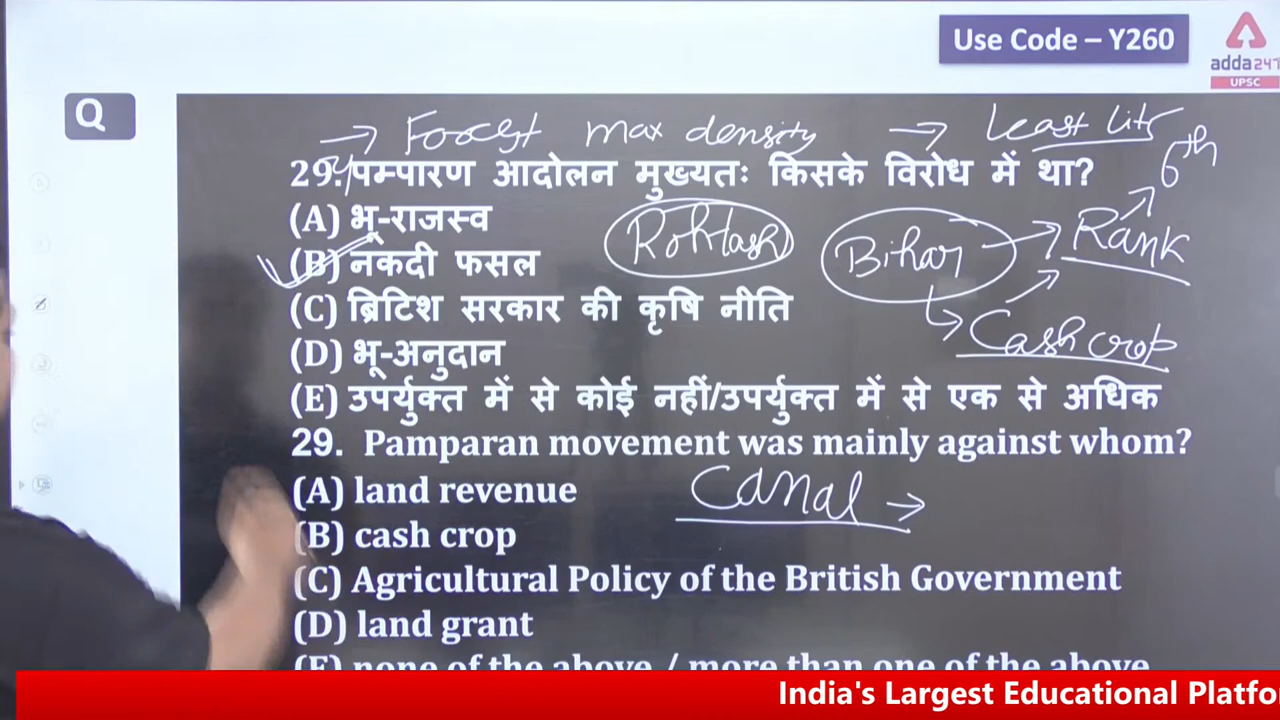 Use Code – Y260
adda247
UPSC
Q
→ Forest max density → Least lit
29. पम्पारण आदोलन मुख्यतः किसके विरोध में था? 6th
(A) भू-राजस्व Rohtash Bihar → Rank
(B) नकदी फसल
(C) ब्रिटिश सरकार की कृषि नीति
(D) भू-अनुदान Cash crop
(E) उपर्युक्त में से कोई नहीं/उपर्युक्त में से एक से अधिक
29. Pamparan movement was mainly against whom?
(A) land revenue Canal →
(B) cash crop
(C) Agricultural Policy of the British Government
(D) land grant
(E) none of the above / more than one of the above
India's Largest Educational Platfo